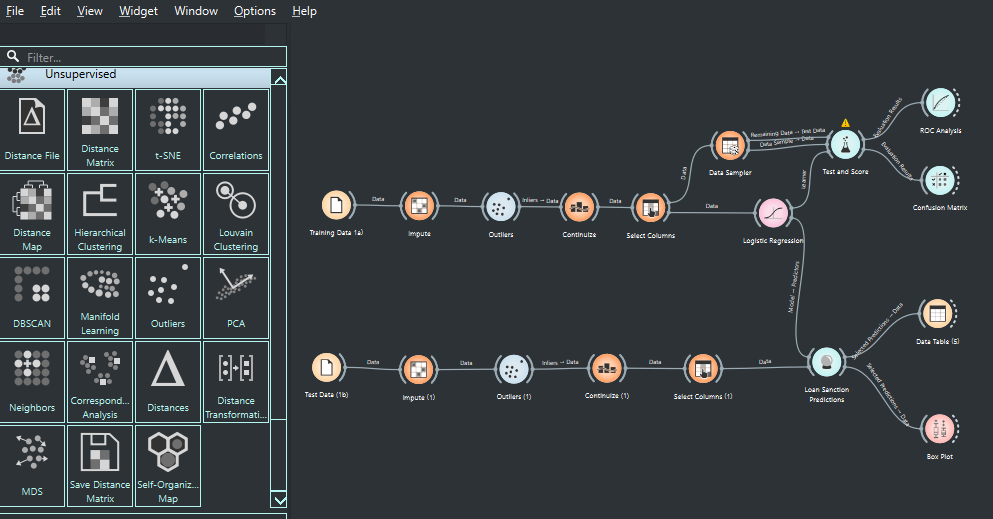 File Edit View Widget Window Options Help
Filter...
Unsupervised
Distance File
Distance
Matrix
t-SNE
Correlations
Distance
Map
Hierarchical
Clustering
k-Means
Louvain
Clustering
DBSCAN
Manifold
Learning
Outliers
PCA
Neighbors
Correspond...
Analysis
Distances
Distance
Transformati...
MDS
Save Distance
Matrix
Self-Organiz...
Map
Training Data 1a)
Data
Impute
Data
Outliers
Inliers → Data
Continuize
Data
Select Columns
Data
Data
Data Sampler
Remaining Data → Test Data
Data Sample → Data
Test and Score
Learner
Logistic Regression
Evaluation Results
Evaluation Results
ROC Analysis
Confusion Matrix
Model → Predictors
Test Data (1b)
Data
Impute (1)
Data
Outliers (1)
Inliers → Data
Continuize (1)
Data
Select Columns (1)
Data
Loan Sanction
Predictions
Selected Predictions → Data
Selected Predictions → Data
Data Table (5)
Box Plot